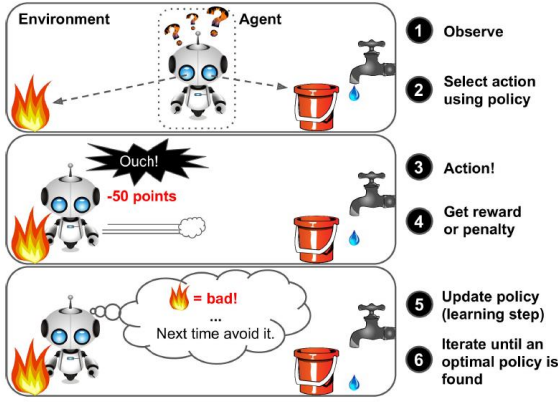 Environment
Agent
? ? ?
1 Observe
2 Select action
using policy
Ouch!
-50 points
3 Action!
4 Get reward
or penalty
= bad!
...
Next time avoid it.
5 Update policy
(learning step)
6 Iterate until an
optimal policy is
found